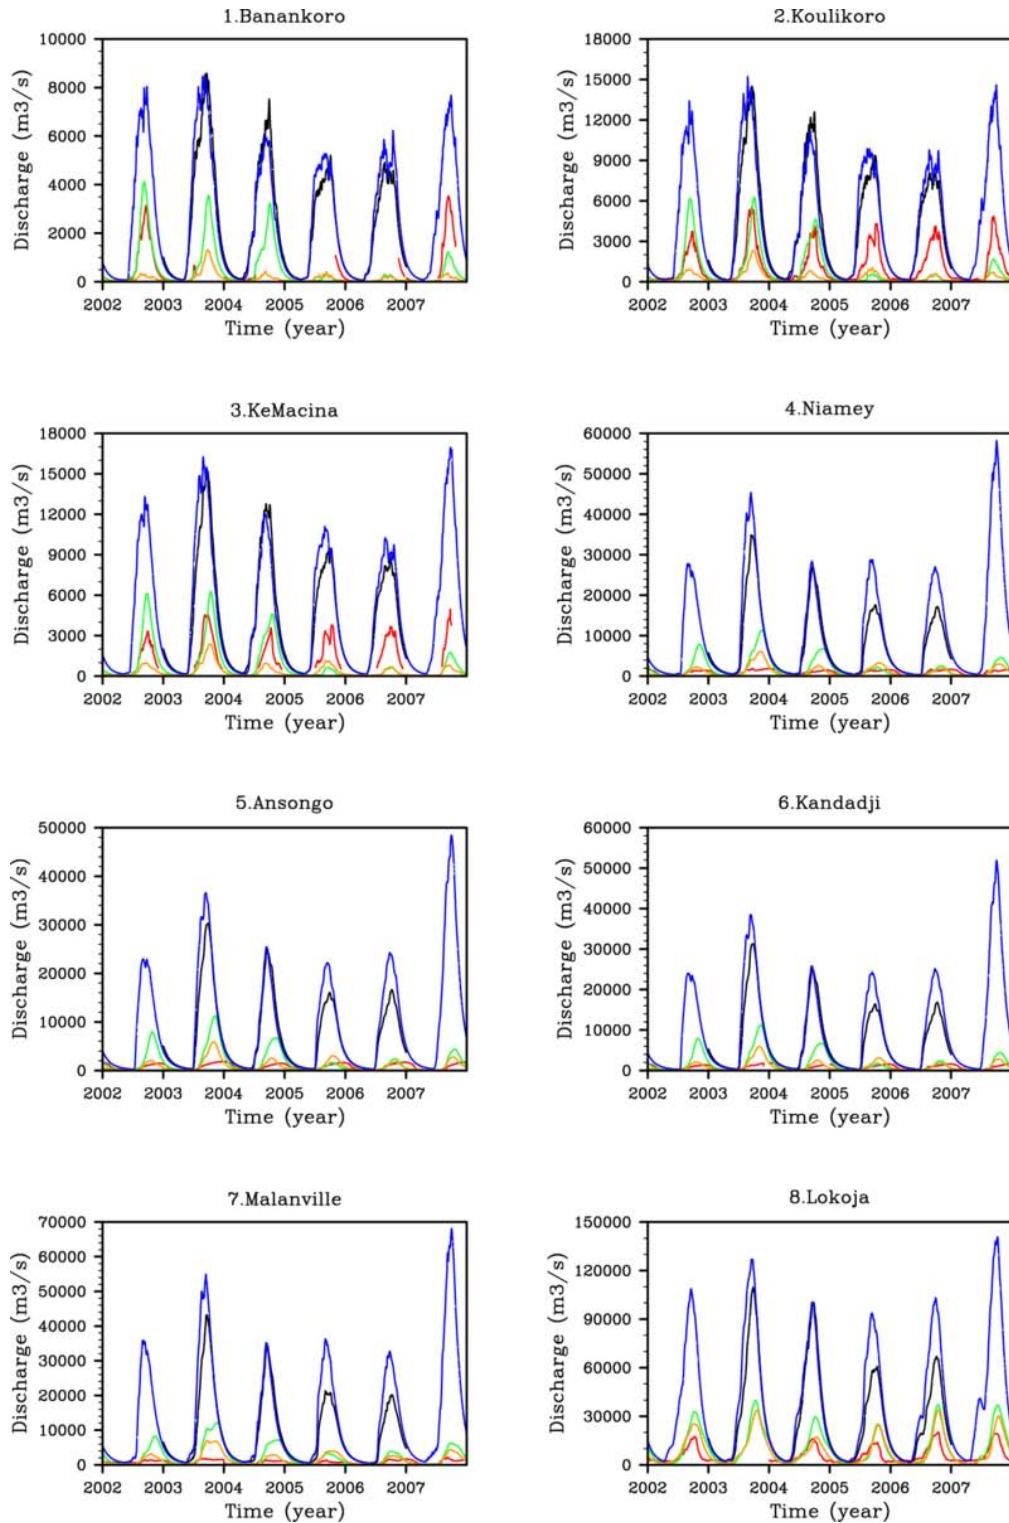 1.Banankoro
Discharge (m3/s)
10000
8000
6000
4000
2000
0
2002 2003 2004 2005 2006 2007
Time (year)
2.Koulikoro
Discharge (m3/s)
18000
15000
12000
9000
6000
3000
0
2002 2003 2004 2005 2006 2007
Time (year)
3.KeMacina
Discharge (m3/s)
18000
15000
12000
9000
6000
3000
0
2002 2003 2004 2005 2006 2007
Time (year)
4.Niamey
Discharge (m3/s)
60000
50000
40000
30000
20000
10000
0
2002 2003 2004 2005 2006 2007
Time (year)
5.Ansongo
Discharge (m3/s)
50000
40000
30000
20000
10000
0
2002 2003 2004 2005 2006 2007
Time (year)
6.Kandadji
Discharge (m3/s)
60000
50000
40000
30000
20000
10000
0
2002 2003 2004 2005 2006 2007
Time (year)
7.Malanville
Discharge (m3/s)
70000
60000
50000
40000
30000
20000
10000
0
2002 2003 2004 2005 2006 2007
Time (year)
8.Lokoja
Discharge (m3/s)
150000
120000
90000
60000
30000
0
2002 2003 2004 2005 2006 2007
Time (year)